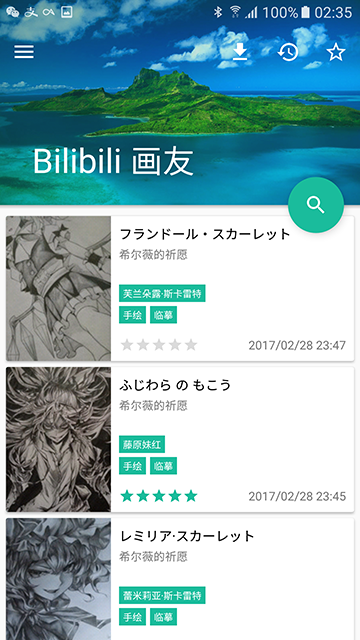 100% 02:35
Bilibili 画友
フランドール・スカーレット
希尔薇的祈愿
芙兰朵露·斯卡雷特
手绘 临摹
2017/02/28 23:47
ふじわら の もこう
希尔薇的祈愿
藤原妹红
手绘 临摹
2017/02/28 23:45
レミリア·スカーレット
希尔薇的祈愿
蕾米莉亚·斯卡雷特
手绘 临摹